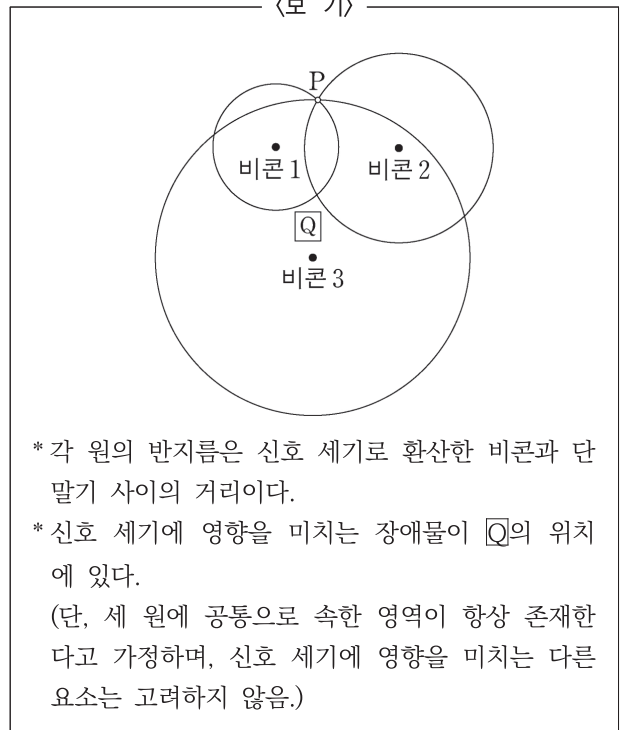 〈보 기〉
P
비콘 1
비콘 2
Q
비콘 3
* 각 원의 반지름은 신호 세기로 환산한 비콘과 단
말기 사이의 거리이다.
* 신호 세기에 영향을 미치는 장애물이 Q의 위치
에 있다.
(단, 세 원에 공통으로 속한 영역이 항상 존재한
다고 가정하며, 신호 세기에 영향을 미치는 다른
요소는 고려하지 않음.)